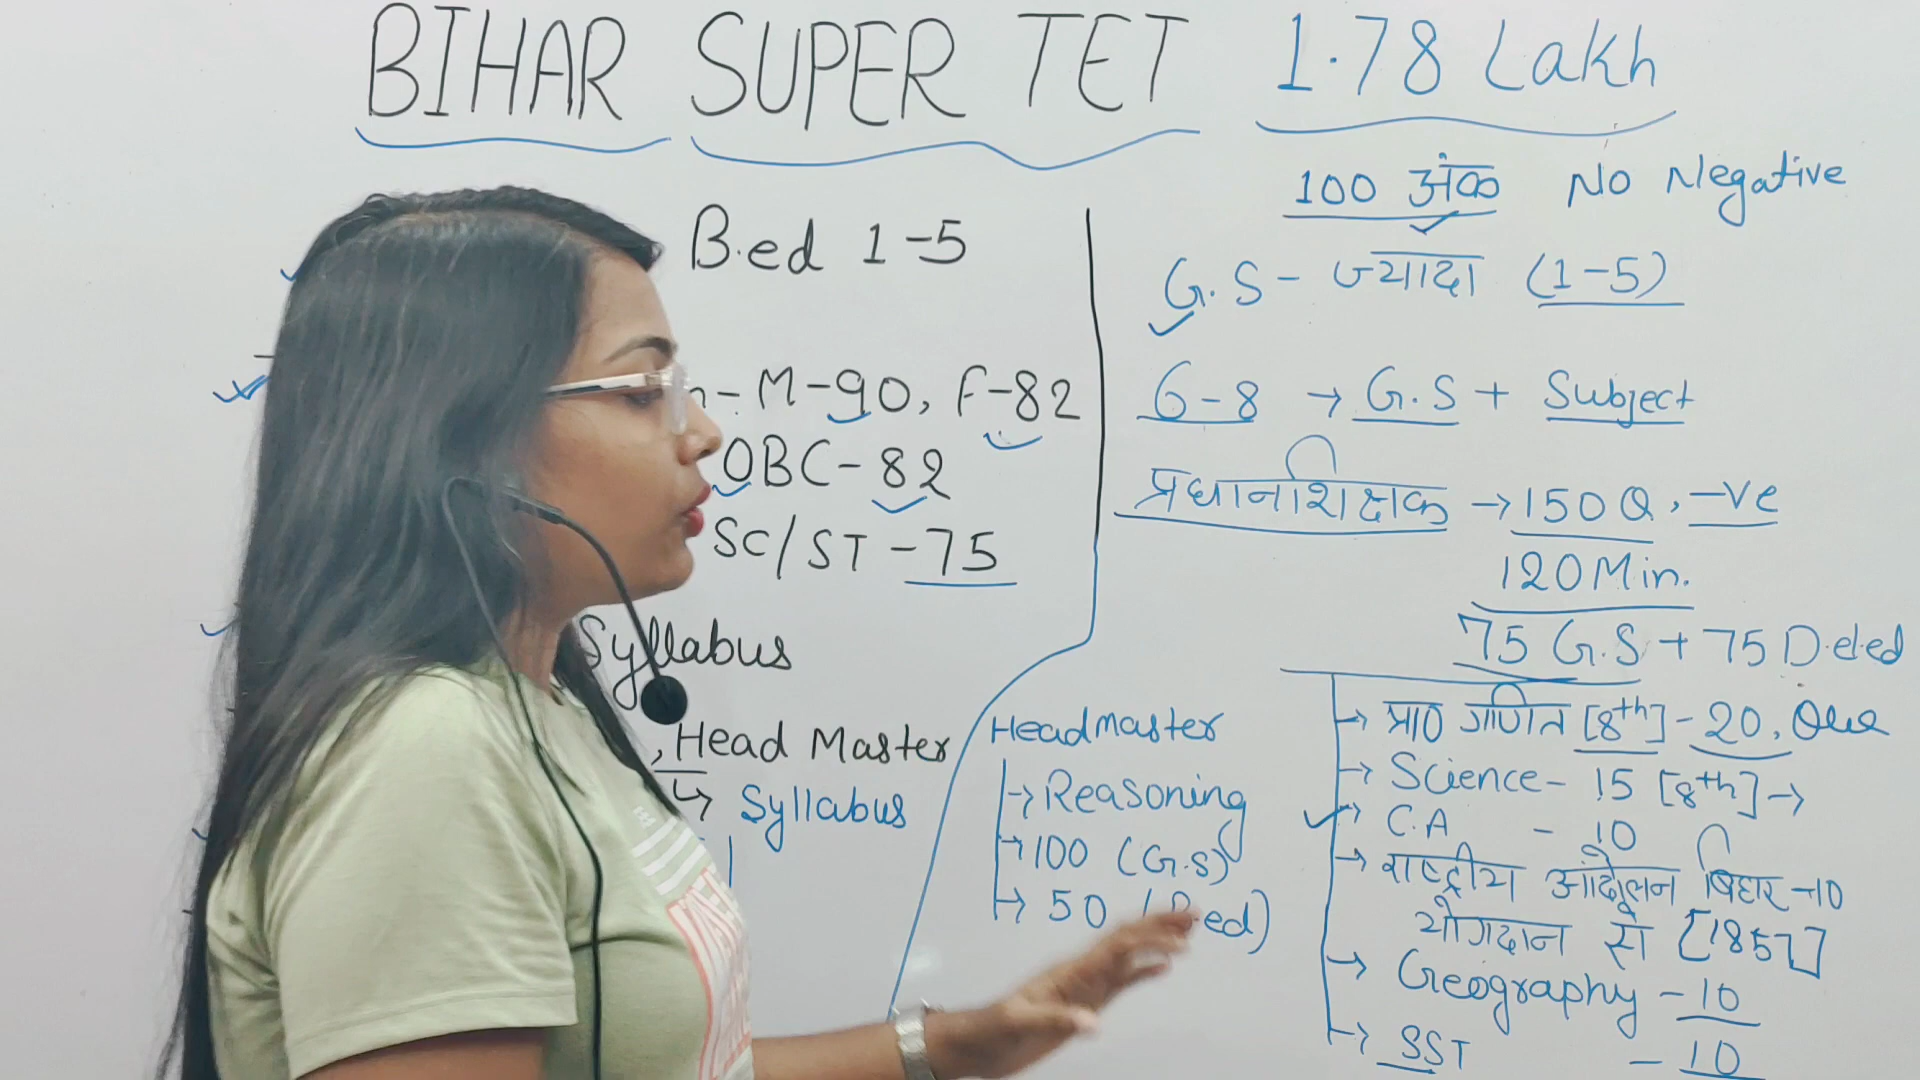 BIHAR SUPER TET 1.78 Lakh
100 अंक No Negative
B.ed 1-5
G.S - ज्यादा (1-5)
M-90, F-82
6-8 → G.S + Subject
OBC-82
प्रधानशिक्षक → 150 Q, -ve
SC/ST -75
120 Min.
75 G.S + 75 D.el.ed
Syllabus
, Head Master
↳ Syllabus
Headmaster
→ Reasoning
→ 100 (G.S)
→ 50 (B.ed)
→ प्रा० गणित [8th] - 20, Que
→ Science - 15 [8th] →
→ C.A - 10
→ राष्ट्रीय आंदोलन बिहार -10
योगदान से [1857]
→ Geography - 10
→ SST - 10